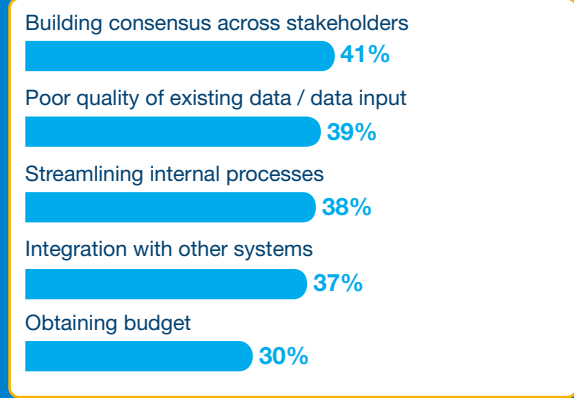 Building consensus across stakeholders
41%
Poor quality of existing data / data input
39%
Streamlining internal processes
38%
Integration with other systems
37%
Obtaining budget
30%